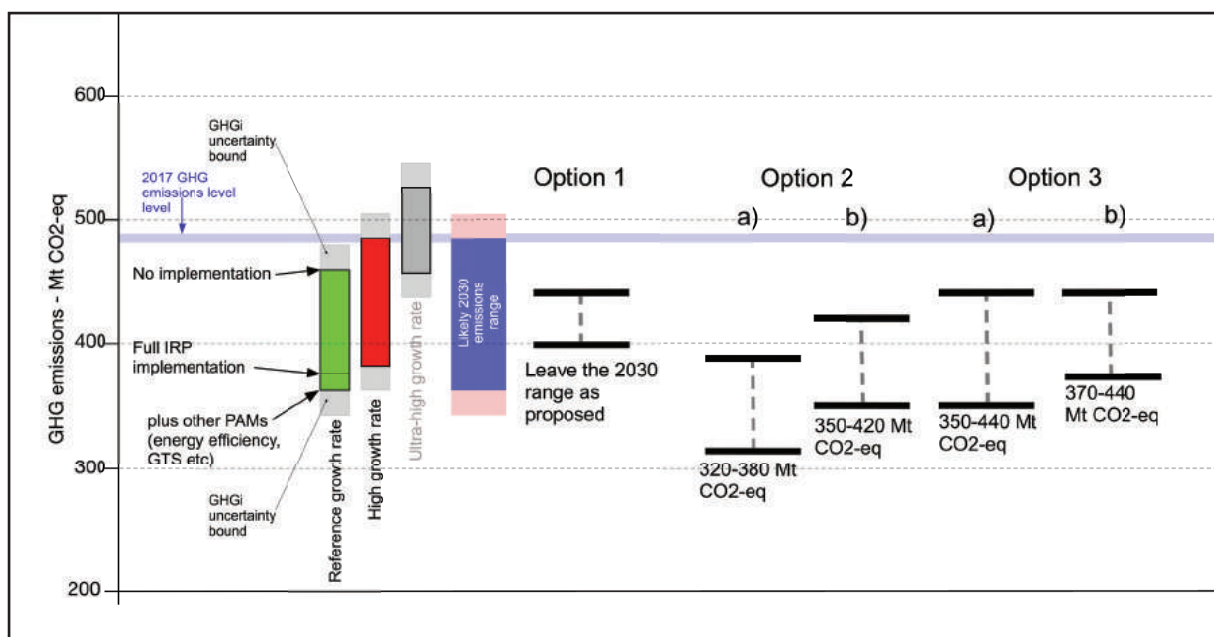 GHG emissions - Mt CO2-eq
600
500
400
300
200
2017 GHG
emissions level
level
GHGi
uncertainty
bound
No implementation
Full IRP
implementation
plus other PAMs
(energy efficiency,
GTS etc)
GHGi
uncertainty
bound
Reference growth rate
High growth rate
Ultra-high growth rate
Likely 2030
emissions
range
Option 1
Leave the 2030
range as
proposed
Option 2
a)
b)
320-380 Mt
CO2-eq
350-420 Mt
CO2-eq
Option 3
a)
b)
350-440 Mt
CO2-eq
370-440
Mt CO2-eq